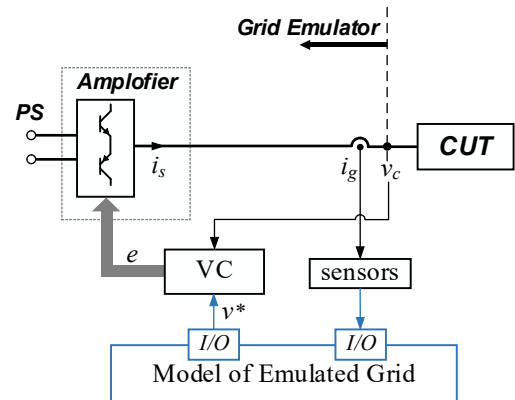 Grid Emulator
Amplofier
PS
CUT
i_s
i_g
v_c
e
VC
sensors
v*
I/O
I/O
Model of Emulated Grid